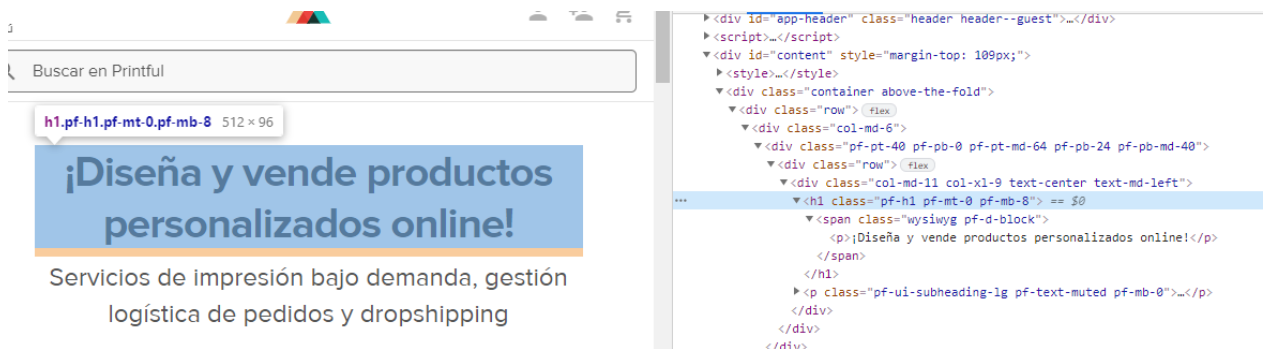 Buscar en Printful
h1.pf-h1.pf-mt-0.pf-mb-8 512 × 96
¡Diseña y vende productos
personalizados online!
Servicios de impresión bajo demanda, gestión
logística de pedidos y dropshipping
▶<div id="app-header" class="header header--guest">…</div>
▶<script>…</script>
▼<div id="content" style="margin-top: 109px;">
▶<style>…</style>
▼<div class="container above-the-fold">
▼<div class="row"> flex
▼<div class="col-md-6">
▼<div class="pf-pt-40 pf-pb-0 pf-pt-md-64 pf-pb-24 pf-pb-md-40">
▼<div class="row"> flex
▼<div class="col-md-11 col-xl-9 text-center text-md-left">
… ▼<h1 class="pf-h1 pf-mt-0 pf-mb-8"> == $0
▼<span class="wysiwyg pf-d-block">
<p>¡Diseña y vende productos personalizados online!</p>
</span>
</h1>
▶<p class="pf-ui-subheading-lg pf-text-muted pf-mb-0">…</p>
</div>
</div>
</div>